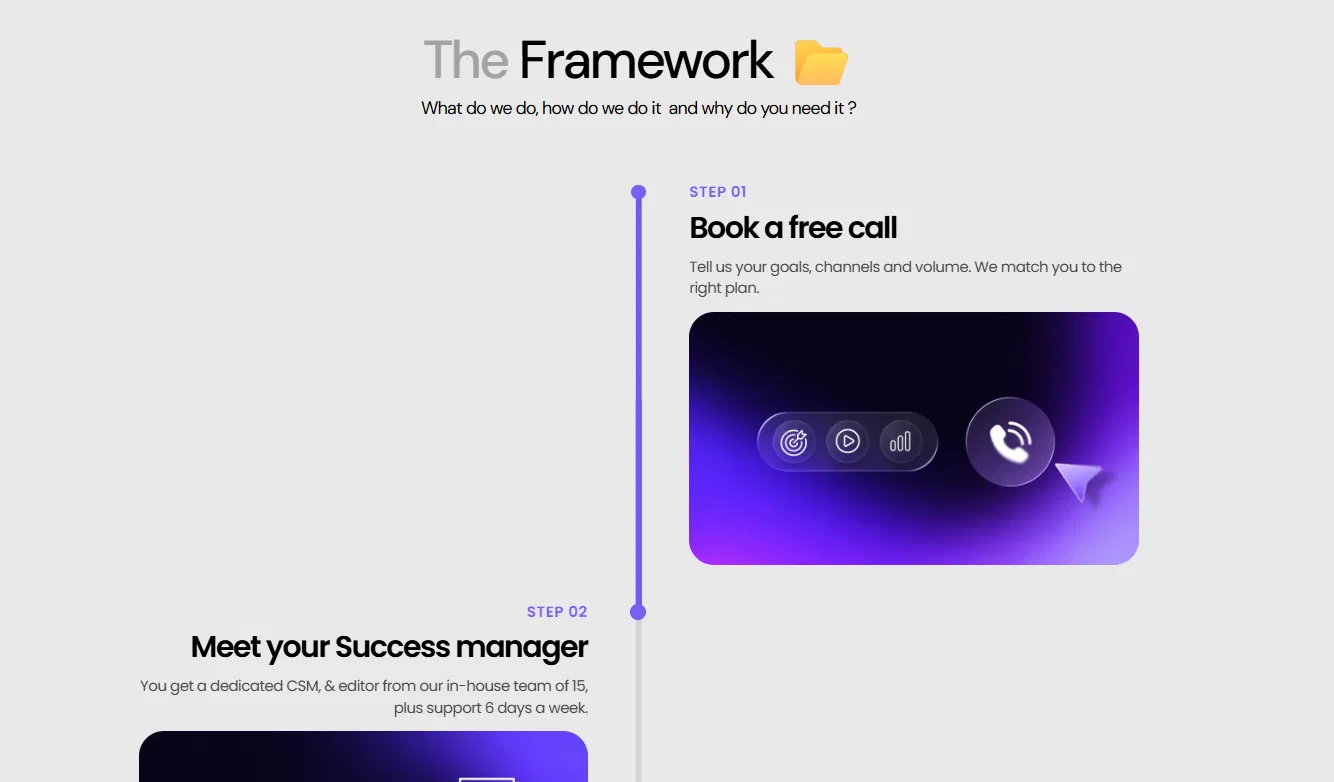 The Framework
What do we do, how do we do it  and why do you need it ?
STEP 01
Book a free call
Tell us your goals, channels and volume. We match you to the
right plan.
STEP 02
Meet your Success manager
You get a dedicated CSM, & editor from our in-house team of 15,
plus support 6 days a week.